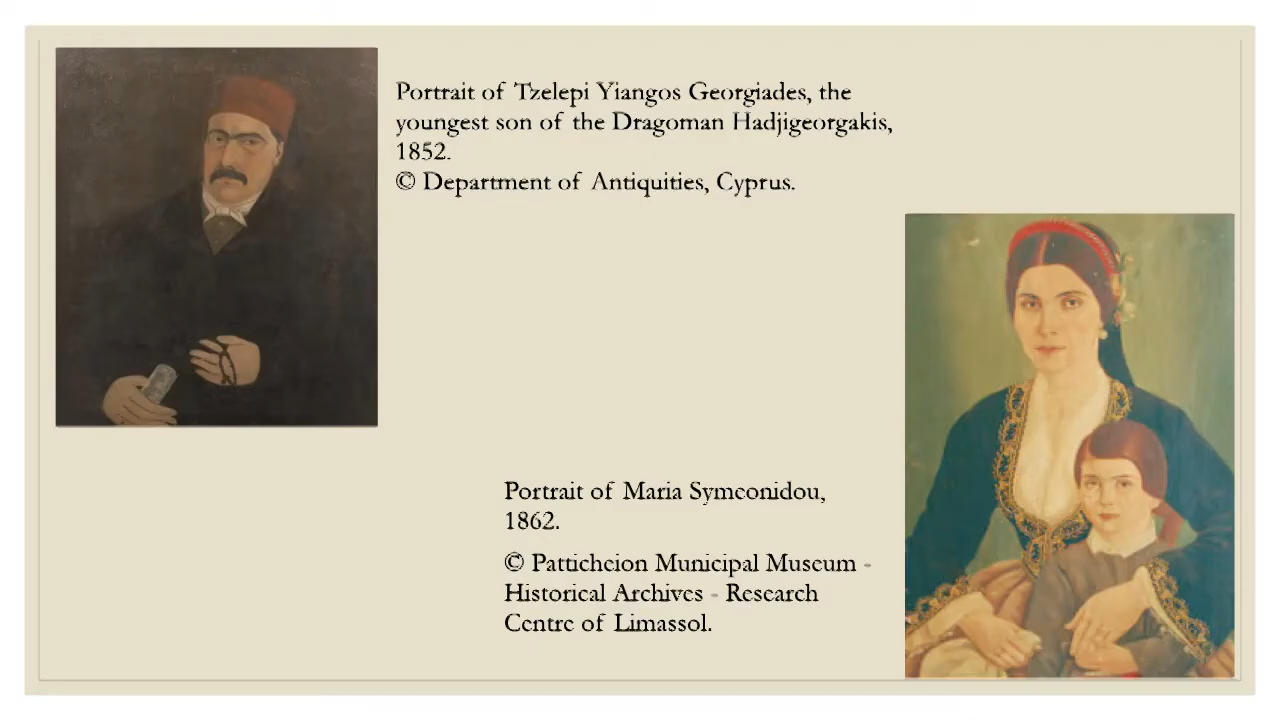 Portrait of Tzelepi Yiangos Georgiades, the
youngest son of the Dragoman Hadjigeorgakis,
1852.
© Department of Antiquities, Cyprus.
Portrait of Maria Symeonidou,
1862.
© Patticheion Municipal Museum -
Historical Archives - Research
Centre of Limassol.